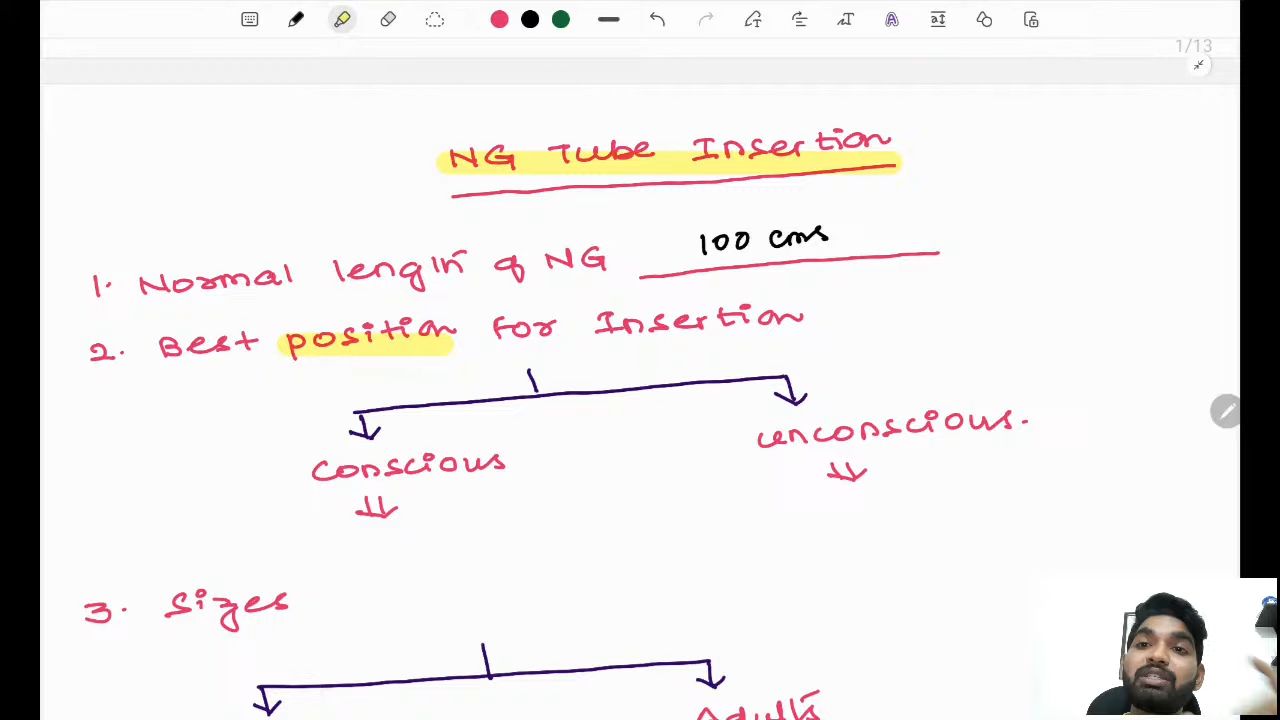 1/13
NG Tube Insertion
1. Normal length of NG 100 cms
2. Best position for Insertion
conscious
unconscious.
3. Sizes
Adults